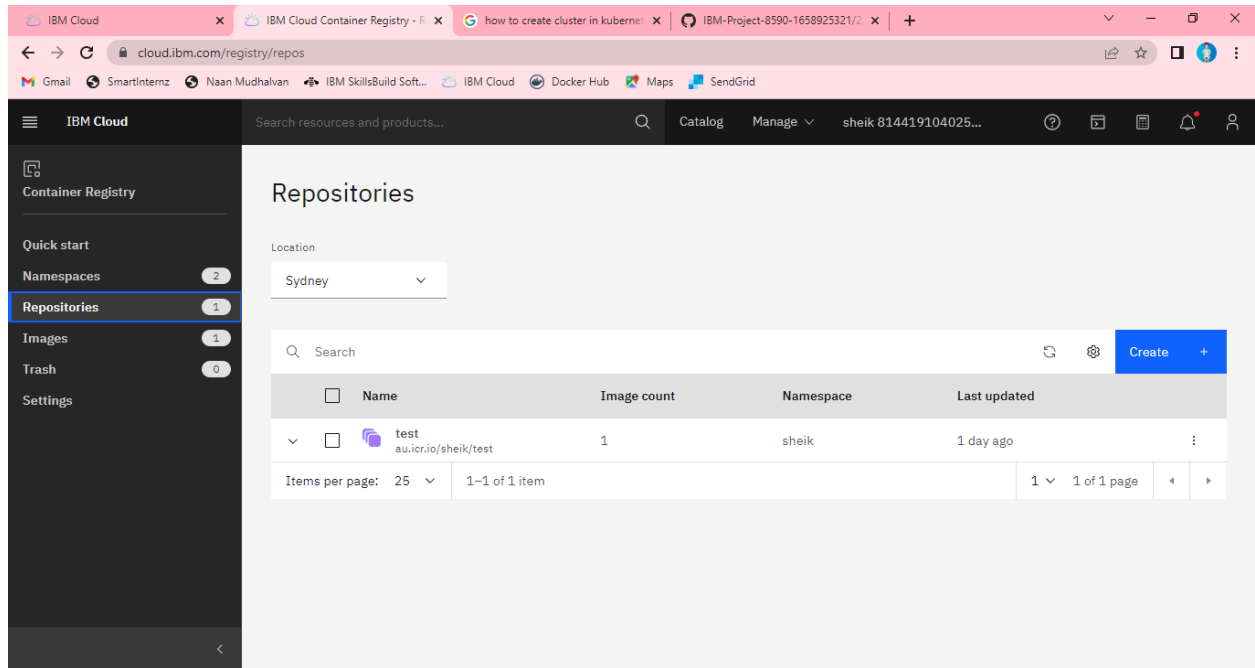 IBM Cloud
IBM Cloud Container Registry - R
how to create cluster in kubernet
IBM-Project-8590-1658925321/2
cloud.ibm.com/registry/repos
Gmail SmartInternz Naan Mudhalvan IBM SkillsBuild Soft... IBM Cloud Docker Hub Maps SendGrid
IBM Cloud Search resources and products... Catalog Manage sheik 814419104025...
Container Registry
Quick start
Namespaces 2
Repositories 1
Images 1
Trash 0
Settings
Repositories
Location
Sydney
Search Create +
Name Image count Namespace Last updated
test 1 sheik 1 day ago
au.icr.io/sheik/test
Items per page: 25 1–1 of 1 item 1 1 of 1 page